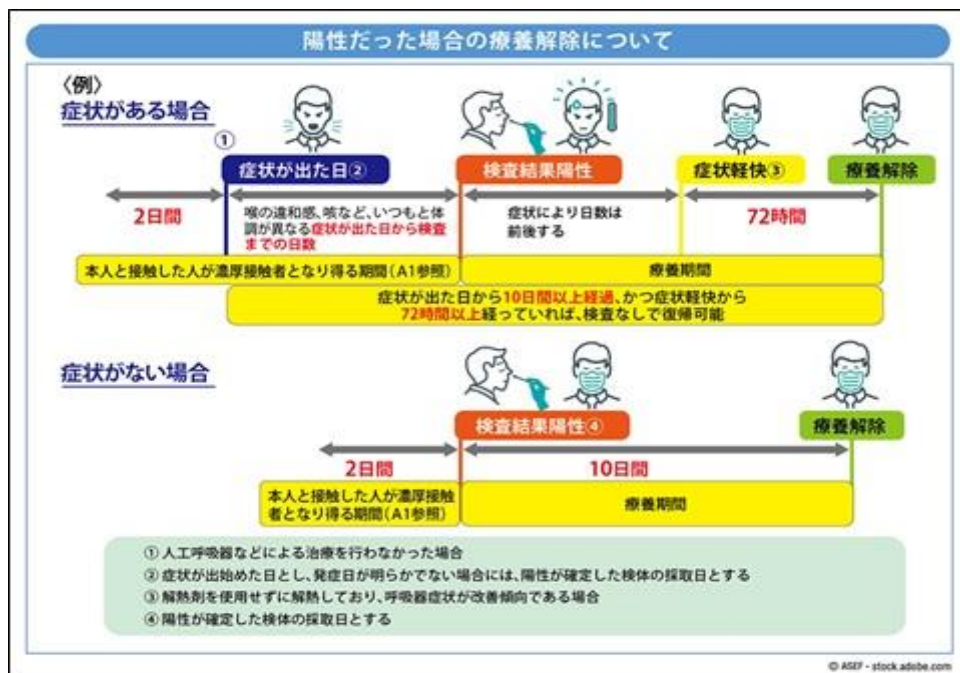 陽性だった場合の療養解除について
〈例〉
症状がある場合
①
症状が出た日②
検査結果陽性
症状軽快③
療養解除
2日間
喉の違和感、咳など、いつもと体
調が異なる症状が出た日から検査
までの日数
症状により日数は
前後する
72時間
本人と接触した人が濃厚接触者となり得る期間(A1参照)
療養期間
症状が出た日から10日間以上経過、かつ症状軽快から
72時間以上経っていれば、検査なしで復帰可能
症状がない場合
検査結果陽性④
療養解除
2日間
10日間
本人と接触した人が濃厚接触
者となり得る期間(A1参照)
療養期間
① 人工呼吸器などによる治療を行わなかった場合
② 症状が出始めた日とし、発症日が明らかでない場合には、陽性が確定した検体の採取日とする
③ 解熱剤を使用せずに解熱しており、呼吸器症状が改善傾向である場合
④ 陽性が確定した検体の採取日とする
© ASEF - stock.adobe.com